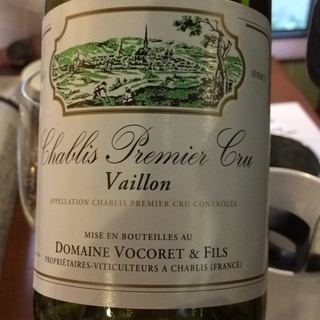 Chablis Premier Cru
Vaillon
APPELLATION CHABLIS PREMIER CRU CONTRÔLÉE
MISE EN BOUTEILLES AU
DOMAINE VOCORET & FILS
PROPRIÉTAIRES-VITICULTEURS A CHABLIS (FRANCE)